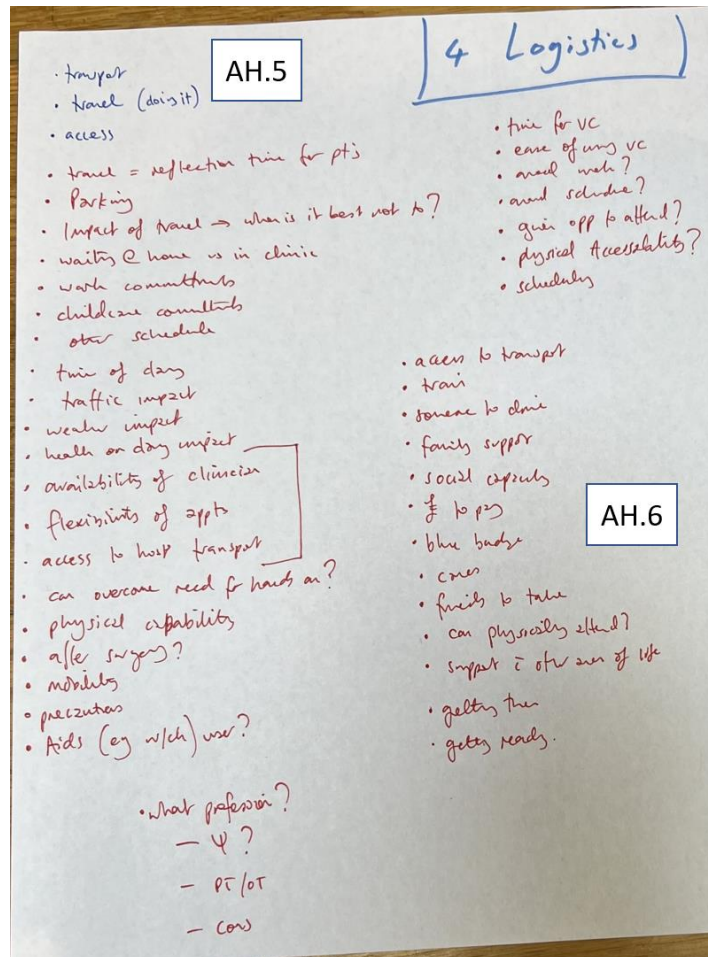 AH.5
4 Logistics
· transport
· travel (doing it)
· access
· travel = reflection time for pts
· Parking
· Impact of travel → when is it best not to?
· waiting @ home vs in clinic
· work commitments
· childcare commitments
· other schedule
· time of day
· traffic impact
· weather impact
· health on day impact
· availability of clinician
· flexibility of appts
· access to hosp transport
· can overcome need for hands on?
· physical capability
· after surgery?
· mobility
· precautions
· Aids (eg w/ch) user?
· what profession?
– Ψ ?
– PT/OT
– Cons
· time for VC
· ease of using VC
· around work?
· around schedule?
· given opp to attend?
· physical Accessability?
· scheduling
· access to transport
· train
· someone to drive
· family support
· social capacity
· £ to pay
· blue badge
· carers
· friends to take
· can physically attend?
· support c̄ other areas of life
· getting there
· getting ready.
AH.6